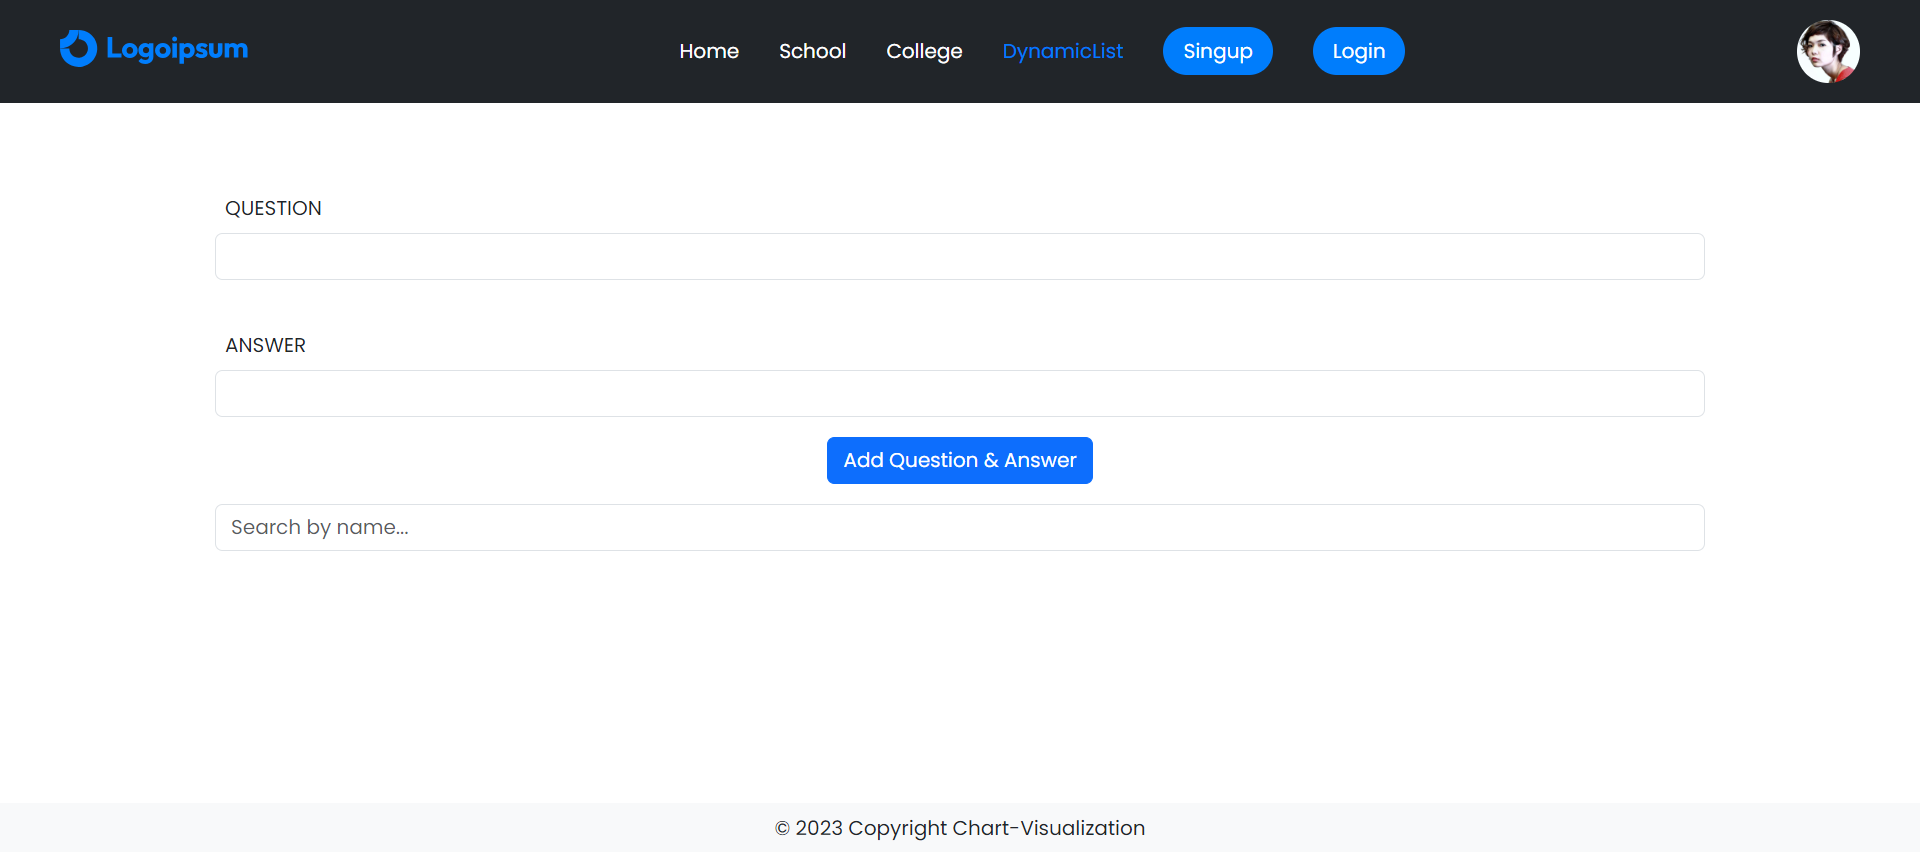 Logoipsum
Home School College DynamicList Singup Login
QUESTION
ANSWER
Add Question & Answer
Search by name...
© 2023 Copyright Chart-Visualization